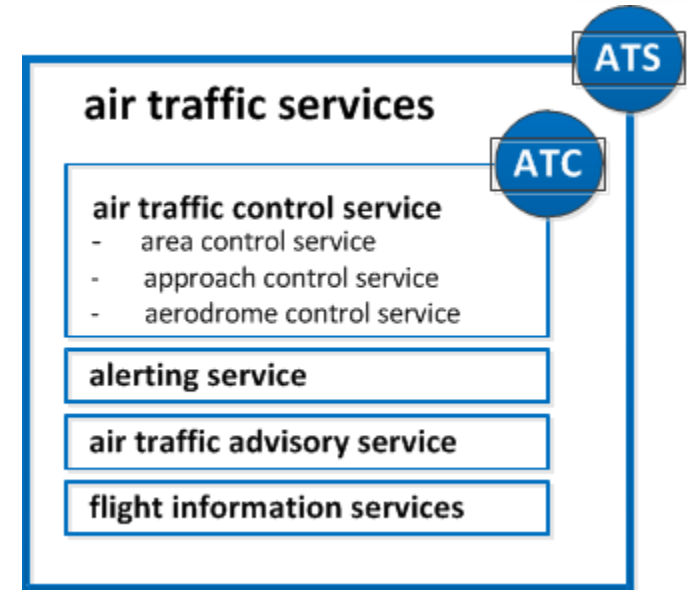 ATS
air traffic services
ATC
air traffic control service
- area control service
- approach control service
- aerodrome control service
alerting service
air traffic advisory service
flight information services